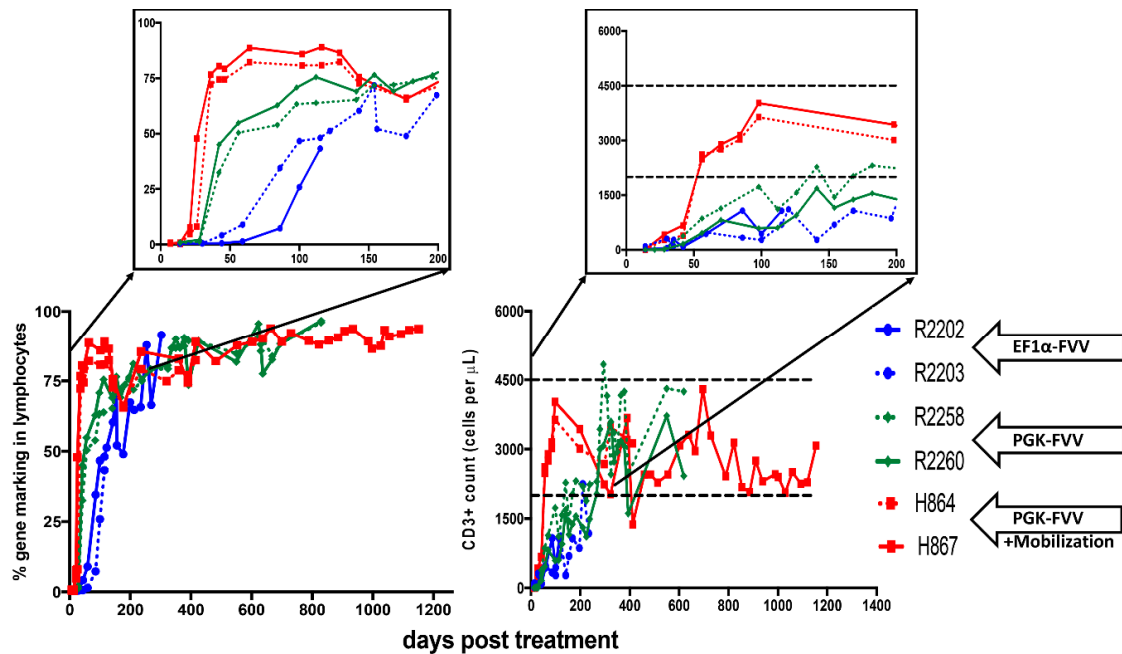 100
75
50
25
0
0
50
100
150
200
6000
4500
3000
1500
0
0
50
100
150
200
% gene marking in lymphocytes
100
75
50
25
0
0 200 400 600 800 1000 1200
CD3+ count (cells per μL)
6000
4500
3000
1500
0
0 200 400 600 800 1000 1200 1400
days post treatment
R2202
R2203
R2258
R2260
H864
H867
EF1α-FVV
PGK-FVV
PGK-FVV
+Mobilization